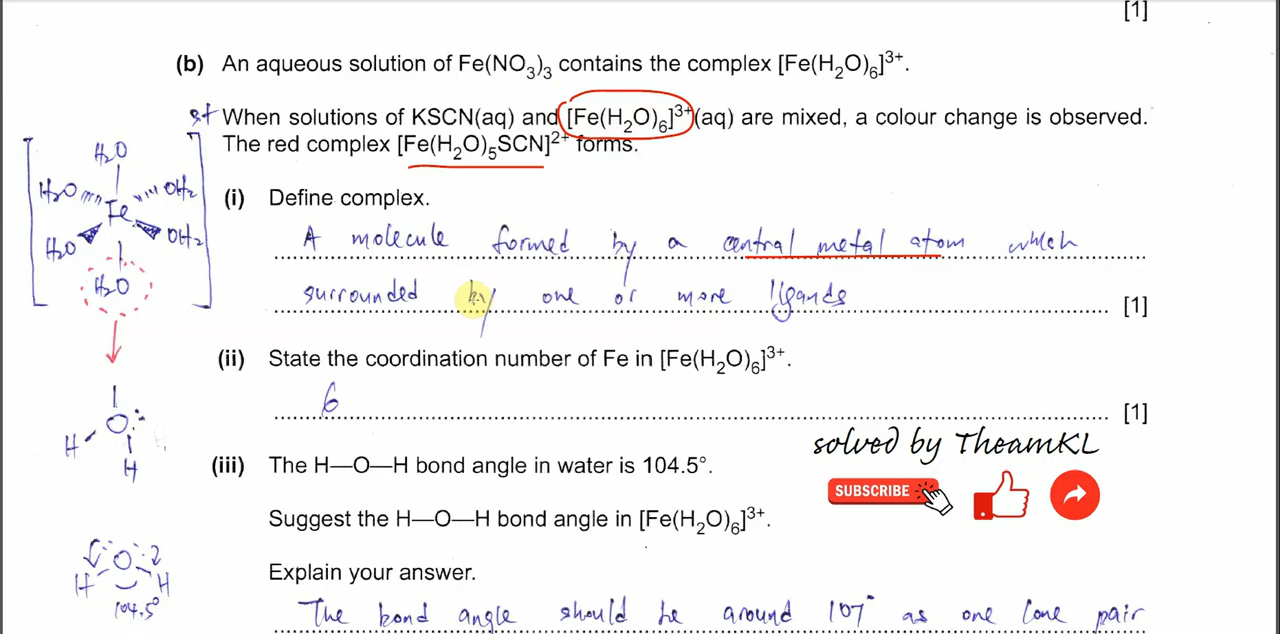 [1]
(b) An aqueous solution of Fe(NO₃)₃ contains the complex [Fe(H₂O)₆]³⁺.
st When solutions of KSCN(aq) and [Fe(H₂O)₆]³⁺(aq) are mixed, a colour change is observed.
The red complex [Fe(H₂O)₅SCN]²⁺ forms.
H₂O
H₂O Fe OH₂
H₂O OH₂
H₂O
(i) Define complex.
A molecule formed by a central metal atom which
surrounded by one or more ligands
[1]
(ii) State the coordination number of Fe in [Fe(H₂O)₆]³⁺.
6
[1]
O
H
H
solved by TheamKL
SUBSCRIBE
(iii) The H—O—H bond angle in water is 104.5°.
Suggest the H—O—H bond angle in [Fe(H₂O)₆]³⁺.
Explain your answer.
O
H H
104.5°
The bond angle should be around 107° as one lone pair